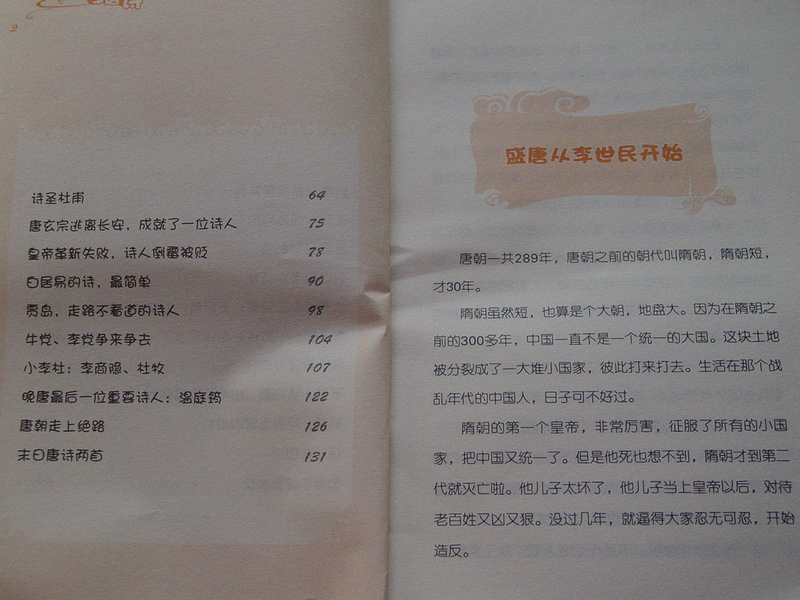 诗圣杜甫 64
唐玄宗逃离长安，成就了一位诗人 75
皇帝革新失败，诗人倒霉被贬 78
白居易的诗，最简单 90
贾岛，走路不看道的诗人 98
牛党、李党争来争去 104
小李杜：李商隐、杜牧 107
晚唐最后一位重要诗人：温庭筠 122
唐朝走上绝路 126
末日唐诗两首 131
盛唐从李世民开始
唐朝一共289年，唐朝之前的朝代叫隋朝，隋朝短，
才30年。
隋朝虽然短，也算是个大朝，地盘大。因为在隋朝之
前的300多年，中国一直不是一个统一的大国。这块土地
被分裂成了一大堆小国家，彼此打来打去。生活在那个战
乱年代的中国人，日子可不好过。
隋朝的第一个皇帝，非常厉害，征服了所有的小国
家，把中国又统一了。但是他死也想不到，隋朝才到第二
代就灭亡啦。他儿子太坏了，他儿子当上皇帝以后，对待
老百姓又凶又狠。没过几年，就逼得大家忍无可忍，开始
造反。